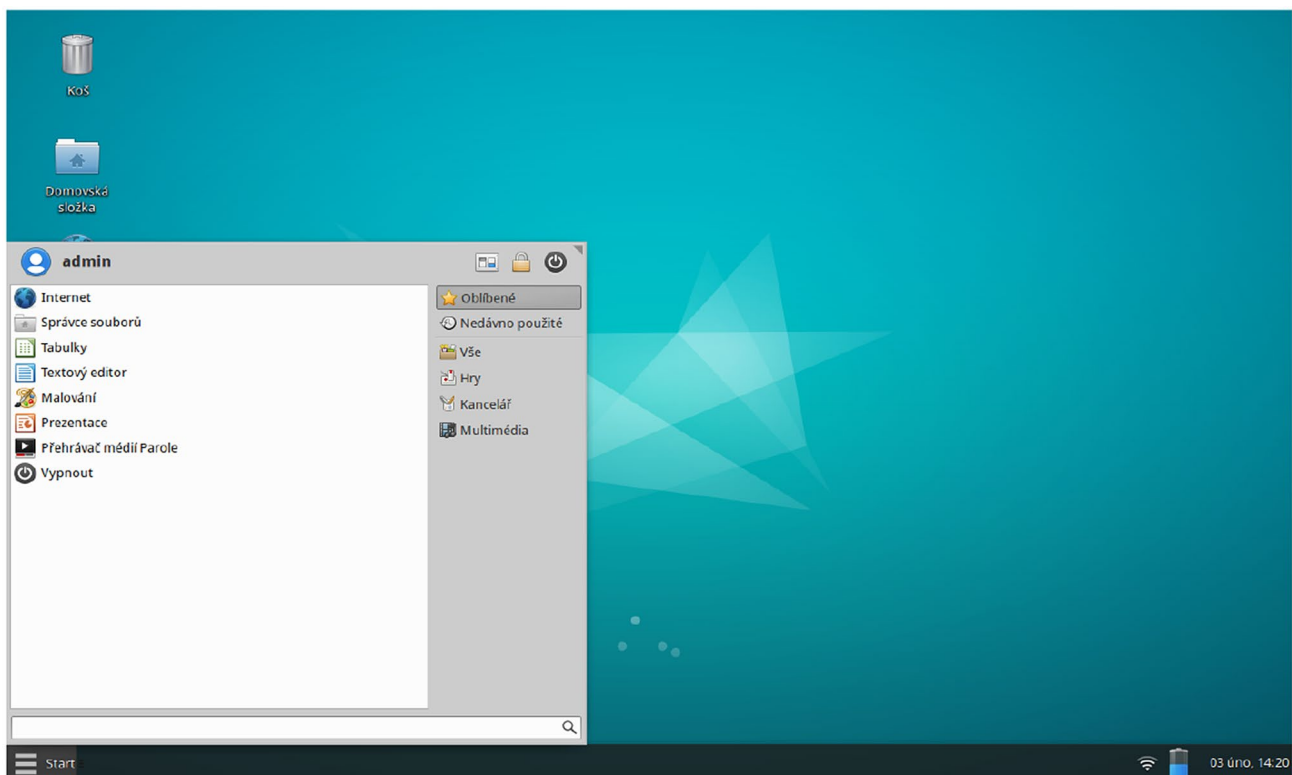 Koš
Domovská
složka
admin
Internet
Správce souborů
Tabulky
Textový editor
Malování
Prezentace
Přehrávač médií Parole
Vypnout
Oblíbené
Nedávno použité
Vše
Hry
Kancelář
Multimédia
Start
03 úno, 14:20